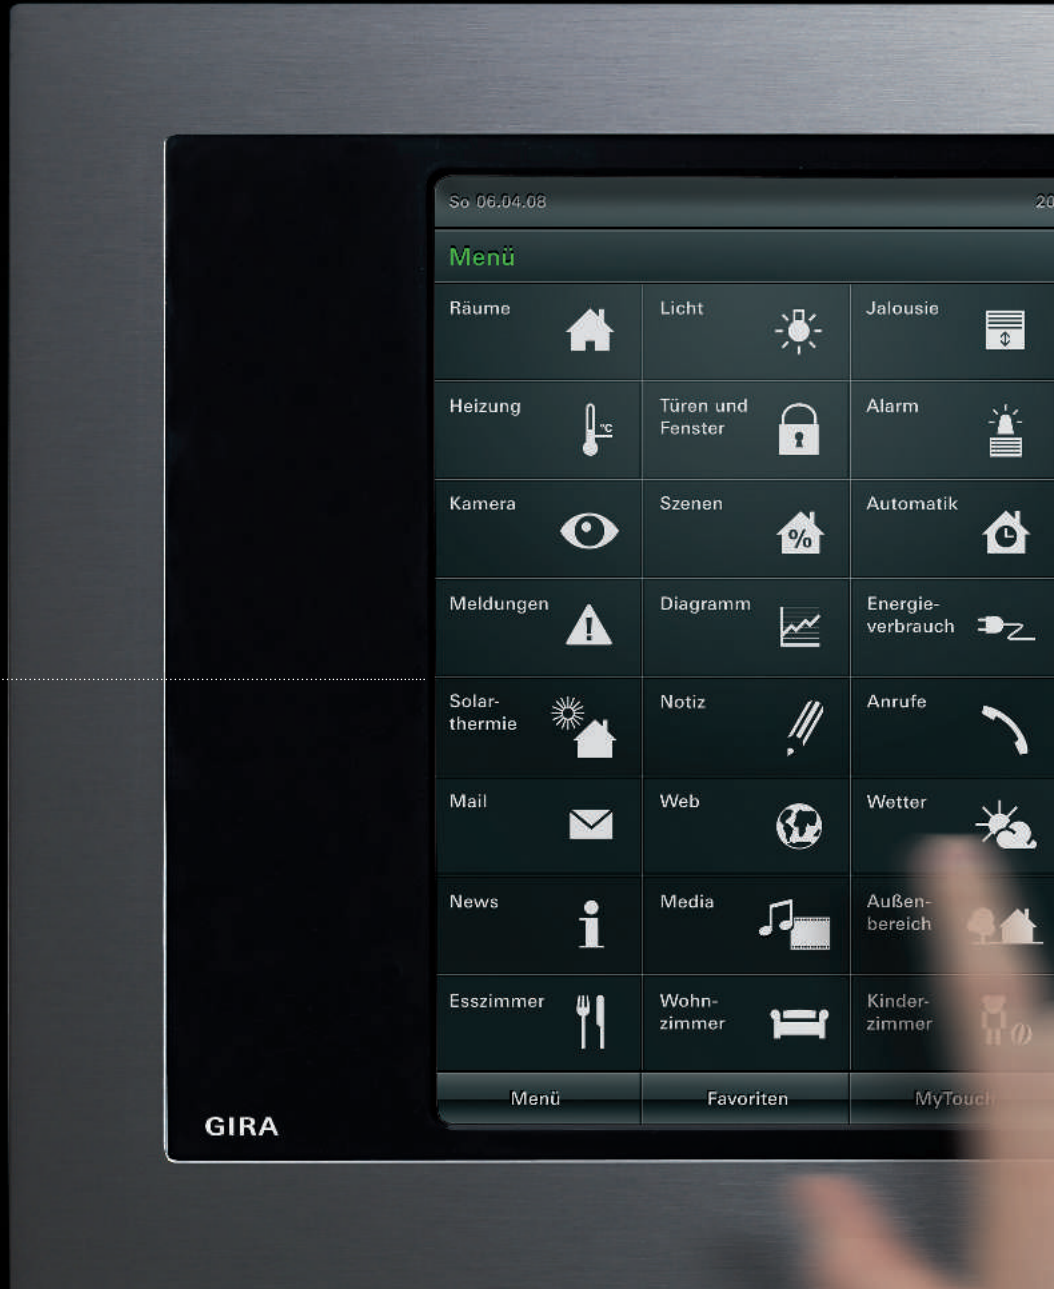 So 06.04.08
20
Menü
Räume
Licht
Jalousie
Heizung
°C
Türen und
Fenster
Alarm
Kamera
Szenen
%
Automatik
Meldungen
!
Diagramm
Energie-
verbrauch
Solar-
thermie
Notiz
Anrufe
Mail
Web
Wetter
News
i
Media
Außen-
bereich
Esszimmer
Wohn-
zimmer
Kinder-
zimmer
Menü
Favoriten
MyTouch
GIRA